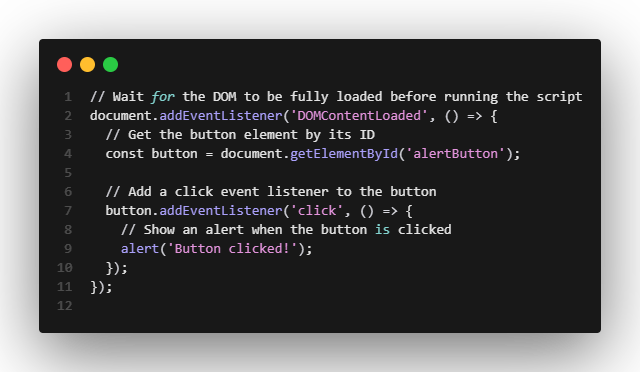 1 // Wait for the DOM to be fully loaded before running the script
2 document.addEventListener('DOMContentLoaded', () => {
3   // Get the button element by its ID
4   const button = document.getElementById('alertButton');
5
6   // Add a click event listener to the button
7   button.addEventListener('click', () => {
8     // Show an alert when the button is clicked
9     alert('Button clicked!');
10   });
11 });
12